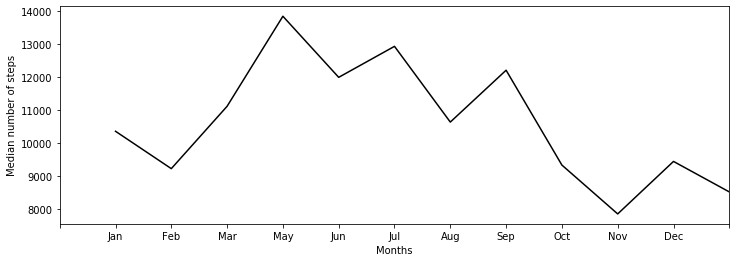 14000
13000
12000
11000
10000
9000
8000
Median number of steps
Jan Feb Mar May Jun Jul Aug Sep Oct Nov Dec
Months